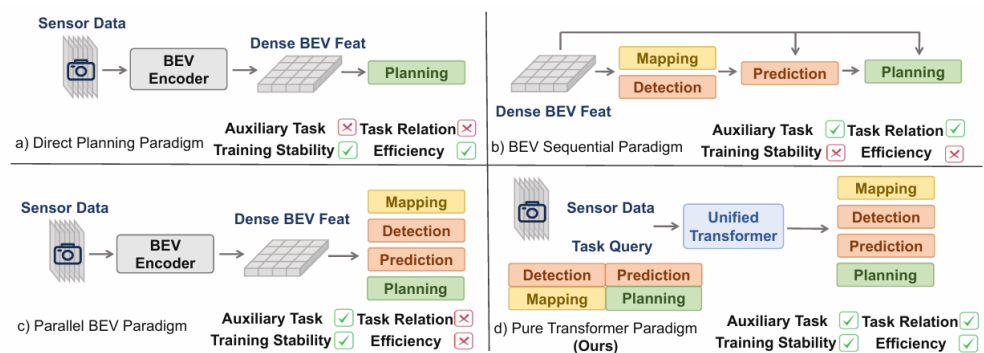 Sensor Data
BEV
Encoder
Dense BEV Feat
Planning
a) Direct Planning Paradigm
Auxiliary Task
Task Relation
Training Stability
Efficiency
Dense BEV Feat
Mapping
Detection
Prediction
Planning
b) BEV Sequential Paradigm
Auxiliary Task
Task Relation
Training Stability
Efficiency
Sensor Data
BEV
Encoder
Dense BEV Feat
Mapping
Detection
Prediction
Planning
c) Parallel BEV Paradigm
Auxiliary Task
Task Relation
Training Stability
Efficiency
Sensor Data
Task Query
Detection
Prediction
Mapping
Planning
Unified
Transformer
Mapping
Detection
Prediction
Planning
d) Pure Transformer Paradigm
(Ours)
Auxiliary Task
Task Relation
Training Stability
Efficiency